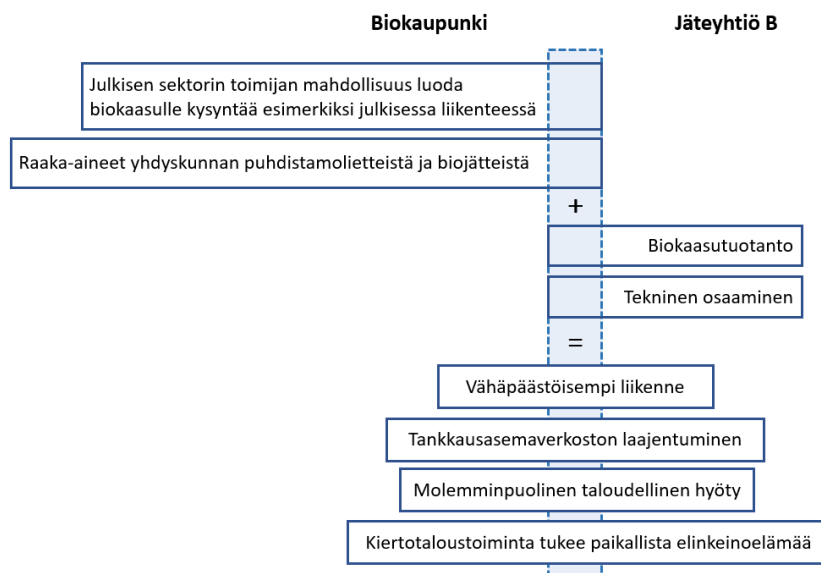 Biokaupunki
Jäteyhtiö B
Julkisen sektorin toimijan mahdollisuus luoda
biokaasulle kysyntää esimerkiksi julkisessa liikenteessä
Raaka-aineet yhdyskunnan puhdistamolietteistä ja biojätteistä
+
Biokaasutuotanto
Tekninen osaaminen
=
Vähäpäästöisempi liikenne
Tankkausasemaverkoston laajentuminen
Molemminpuolinen taloudellinen hyöty
Kiertotaloustoiminta tukee paikallista elinkeinoelämää